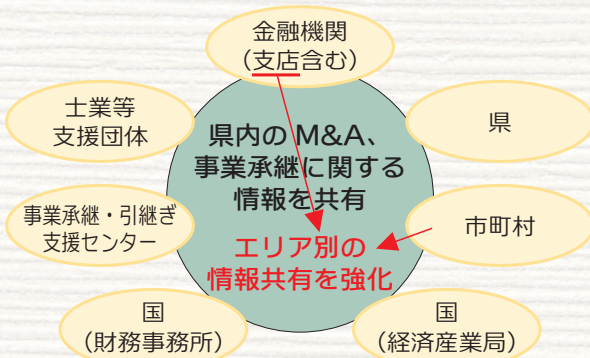 金融機関
（支店含む）
士業等
支援団体
県
県内の M&A、
事業承継に関する
情報を共有
事業承継・引継ぎ
支援センター
市町村
エリア別の
情報共有を強化
国
（財務事務所）
国
（経済産業局）